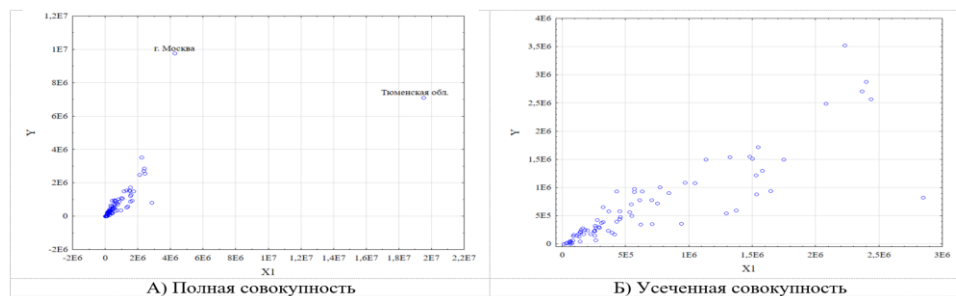 1,2E7
1E7
8E6
6E6
4E6
2E6
0
-2E6
Y
г. Москва
Тюменская обл.
-2E6 0 2E6 4E6 6E6 8E6 1E7 1,2E7 1,4E7 1,6E7 1,8E7 2E7 2,2E7
X1
А) Полная совокупность
4E6
3,5E6
3E6
2,5E6
2E6
1,5E6
1E6
5E5
0
Y
0 5E5 1E6 1,5E6 2E6 2,5E6 3E6
X1
Б) Усеченная совокупность